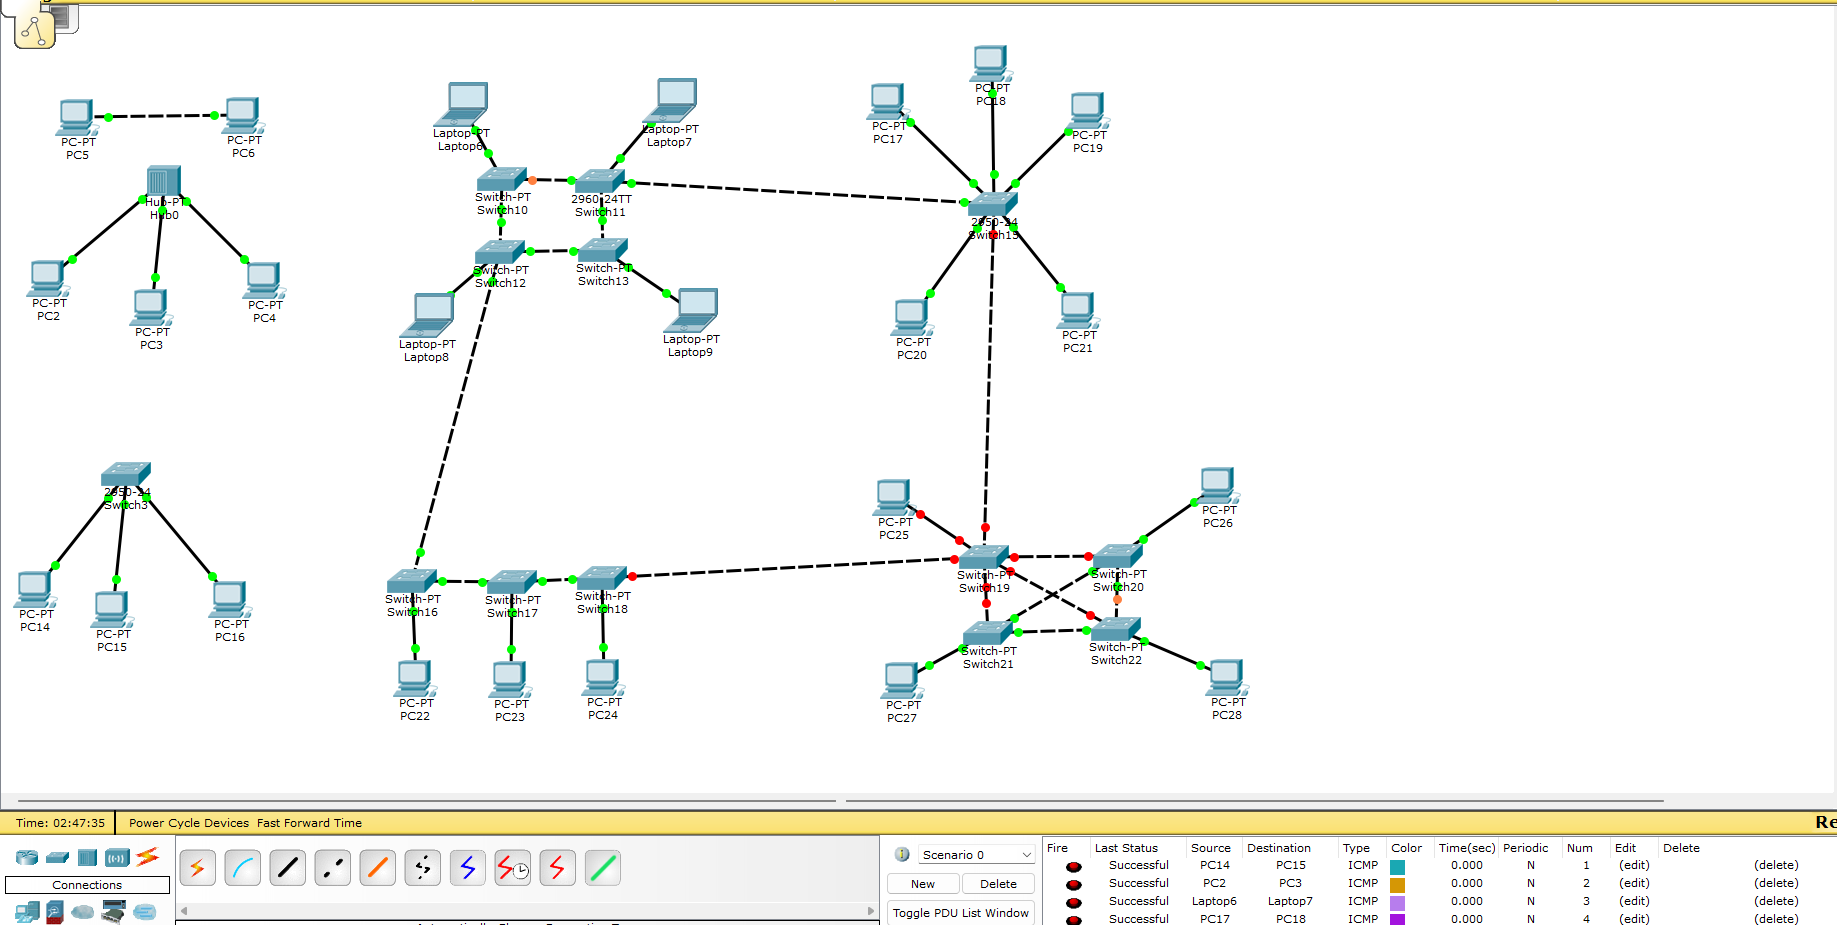 PC-PT
PC5
PC-PT
PC6
Hub-PT
Hub0
PC-PT
PC2
PC-PT
PC3
PC-PT
PC4
Laptop-PT
Laptop6
Laptop-PT
Laptop7
Switch-PT
Switch10
2960-24TT
Switch11
Switch-PT
Switch12
Switch-PT
Switch13
Laptop-PT
Laptop8
Laptop-PT
Laptop9
PC-PT
PC17
PC-PT
PC18
PC-PT
PC19
2950-24
Switch15
PC-PT
PC20
PC-PT
PC21
2950-24
Switch3
PC-PT
PC14
PC-PT
PC15
PC-PT
PC16
Switch-PT
Switch16
Switch-PT
Switch17
Switch-PT
Switch18
PC-PT
PC22
PC-PT
PC23
PC-PT
PC24
PC-PT
PC25
PC-PT
PC26
Switch-PT
Switch19
Switch-PT
Switch20
Switch-PT
Switch21
Switch-PT
Switch22
PC-PT
PC27
PC-PT
PC28
Time: 02:47:35 Power Cycle Devices Fast Forward Time
Re
Connections
Scenario 0
New Delete
Toggle PDU List Window
Fire Last Status Source Destination Type Color Time(sec) Periodic Num Edit Delete
Successful PC14 PC15 ICMP 0.000 N 1 (edit) (delete)
Successful PC2 PC3 ICMP 0.000 N 2 (edit) (delete)
Successful Laptop6 Laptop7 ICMP 0.000 N 3 (edit) (delete)
Successful PC17 PC18 ICMP 0.000 N 4 (edit) (delete)